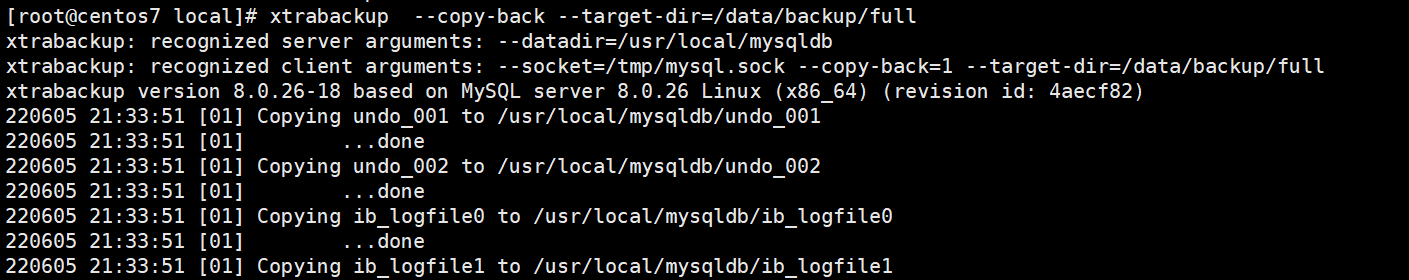 [root@centos7 local]# xtrabackup  --copy-back --target-dir=/data/backup/full
xtrabackup: recognized server arguments: --datadir=/usr/local/mysqldb
xtrabackup: recognized client arguments: --socket=/tmp/mysql.sock --copy-back=1 --target-dir=/data/backup/full
xtrabackup version 8.0.26-18 based on MySQL server 8.0.26 Linux (x86_64) (revision id: 4aecf82)
220605 21:33:51 [01] Copying undo_001 to /usr/local/mysqldb/undo_001
220605 21:33:51 [01]        ...done
220605 21:33:51 [01] Copying undo_002 to /usr/local/mysqldb/undo_002
220605 21:33:51 [01]        ...done
220605 21:33:51 [01] Copying ib_logfile0 to /usr/local/mysqldb/ib_logfile0
220605 21:33:51 [01]        ...done
220605 21:33:51 [01] Copying ib_logfile1 to /usr/local/mysqldb/ib_logfile1